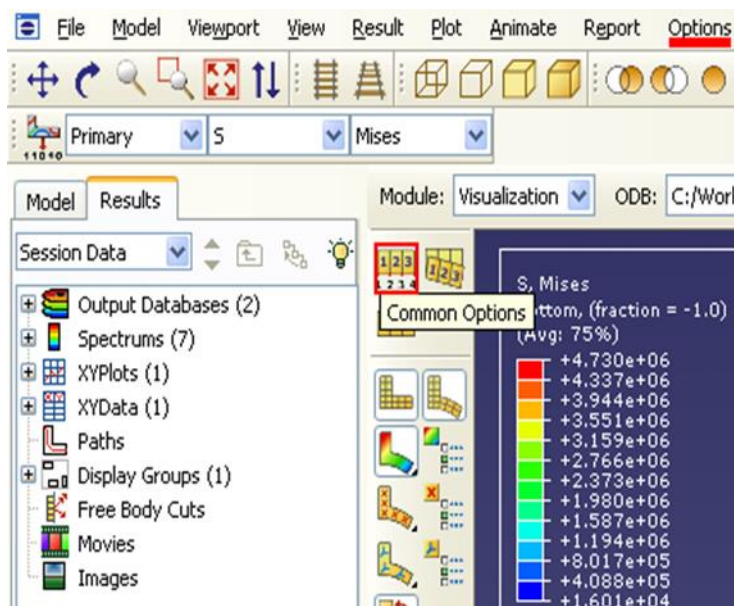 File Model Viewport View Result Plot Animate Report Options
11010
Primary S Mises
Model Results
Module: Visualization ODB: C:/Worl
Session Data
Output Databases (2)
Spectrums (7)
XYPlots (1)
XYData (1)
Paths
Display Groups (1)
Free Body Cuts
Movies
Images
1 2 3
1 2 3 4
1 2 3
Common Options
S, Mises
ottom, (fraction = -1.0)
(Avg: 75%)
+4.730e+06
+4.337e+06
+3.944e+06
+3.551e+06
+3.159e+06
+2.766e+06
+2.373e+06
+1.980e+06
+1.587e+06
+1.194e+06
+8.017e+05
+4.088e+05
+1.601e+04